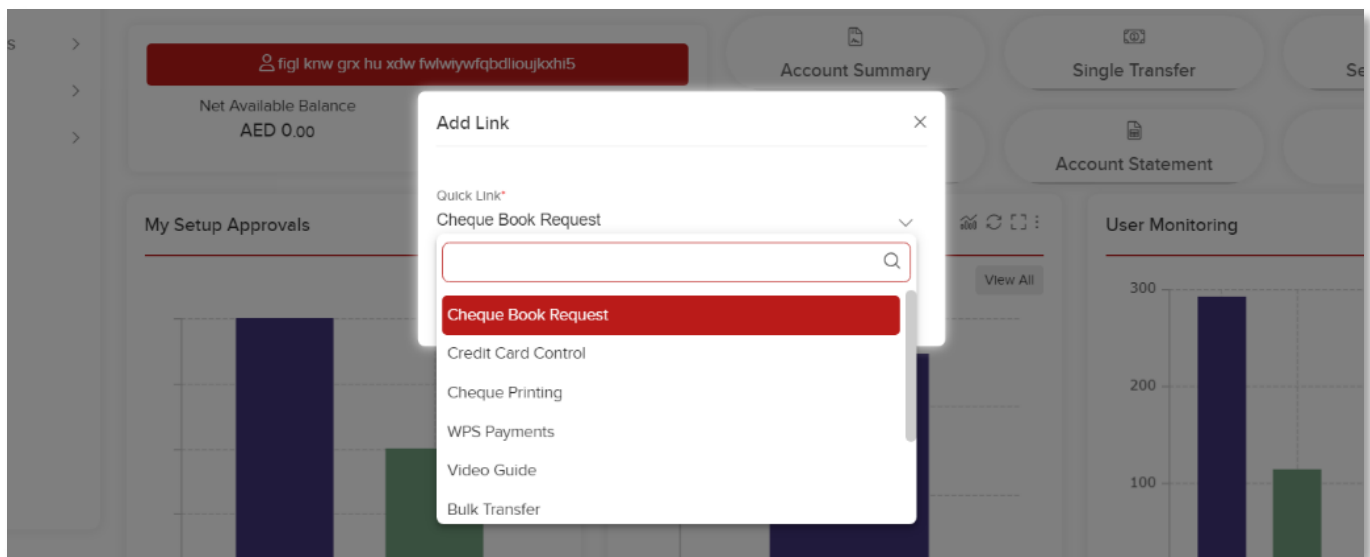 s
figl knw grx hu xdw fwlwiywfqbdlioujkxhi5
Net Available Balance
AED 0.00
Account Summary
Single Transfer
Se
Account Statement
Add Link
Quick Link*
Cheque Book Request
Cheque Book Request
Credit Card Control
Cheque Printing
WPS Payments
Video Guide
Bulk Transfer
My Setup Approvals
View All
User Monitoring
300
200
100